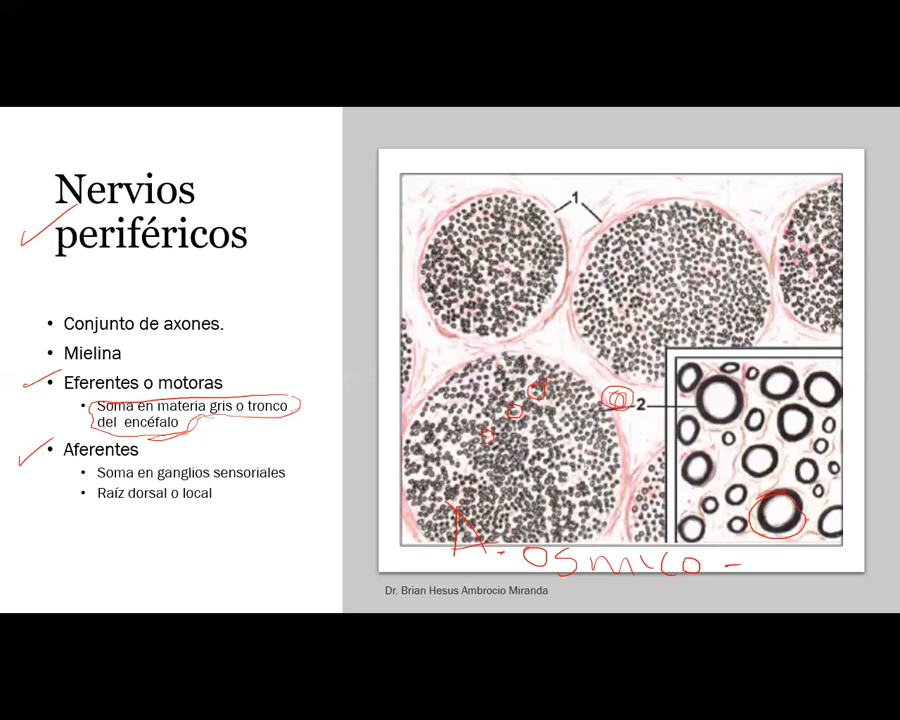 Nervios
periféricos
• Conjunto de axones.
• Mielina
• Eferentes o motoras
• Soma en materia gris o tronco
del encéfalo
• Aferentes
• Soma en ganglios sensoriales
• Raíz dorsal o local
1
2
A. osmico -
Dr. Brian Hesus Ambrocio Miranda